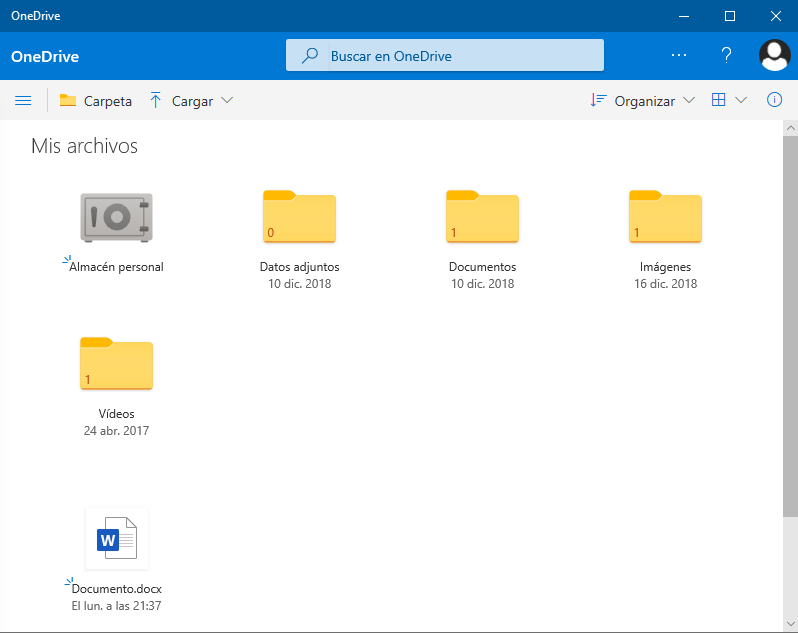 OneDrive
OneDrive
Buscar en OneDrive
Carpeta
Cargar
Organizar
Mis archivos
Almacén personal
0
Datos adjuntos
10 dic. 2018
1
Documentos
10 dic. 2018
1
Imágenes
16 dic. 2018
1
Vídeos
24 abr. 2017
W
Documento.docx
El lun. a las 21:37